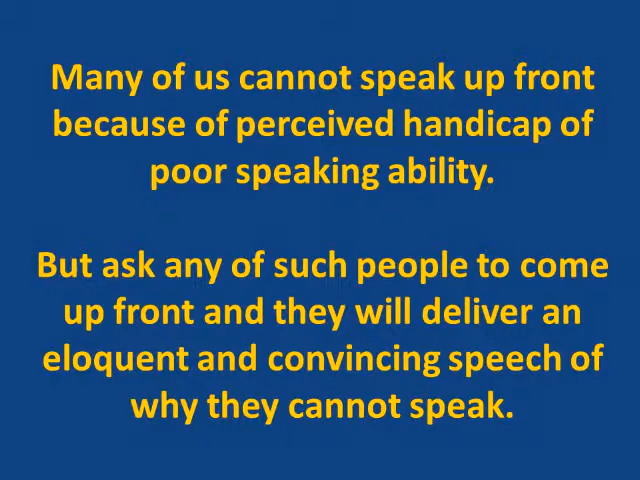 Many of us cannot speak up front
because of perceived handicap of
poor speaking ability.
But ask any of such people to come
up front and they will deliver an
eloquent and convincing speech of
why they cannot speak.